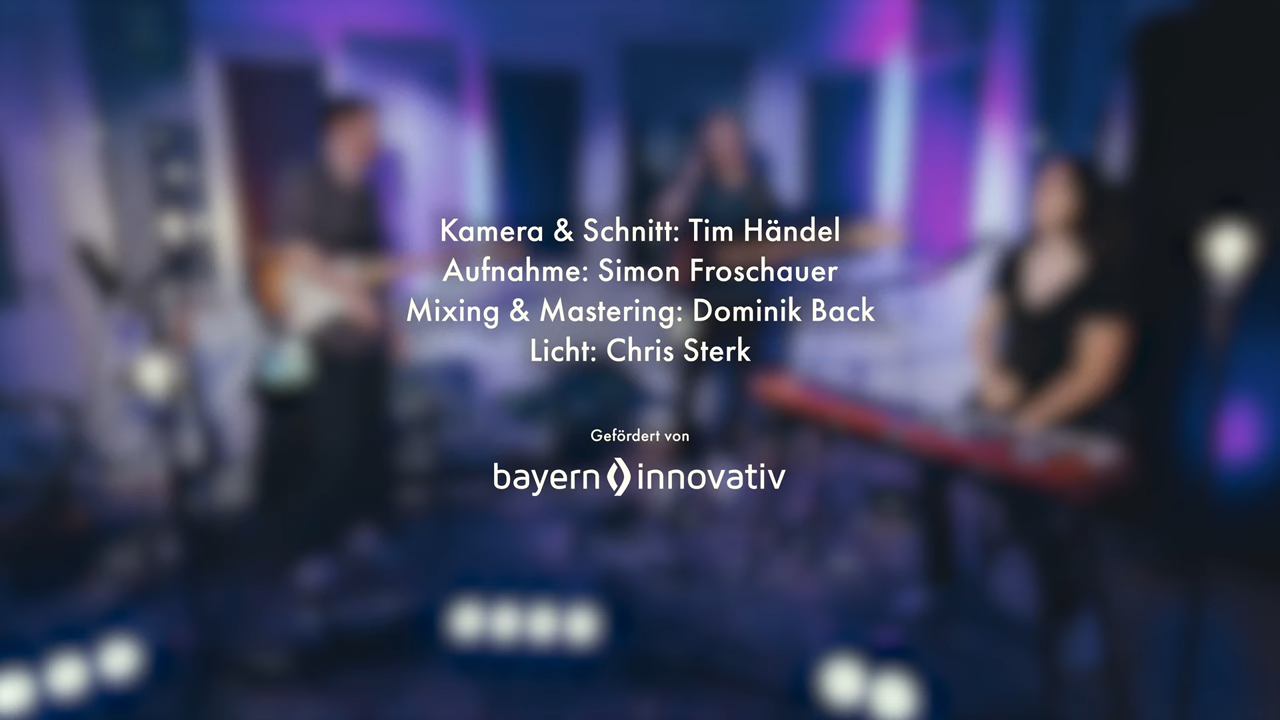 Kamera & Schnitt: Tim Händel
Aufnahme: Simon Froschauer
Mixing & Mastering: Dominik Back
Licht: Chris Sterk
Gefördert von
bayern innovativ